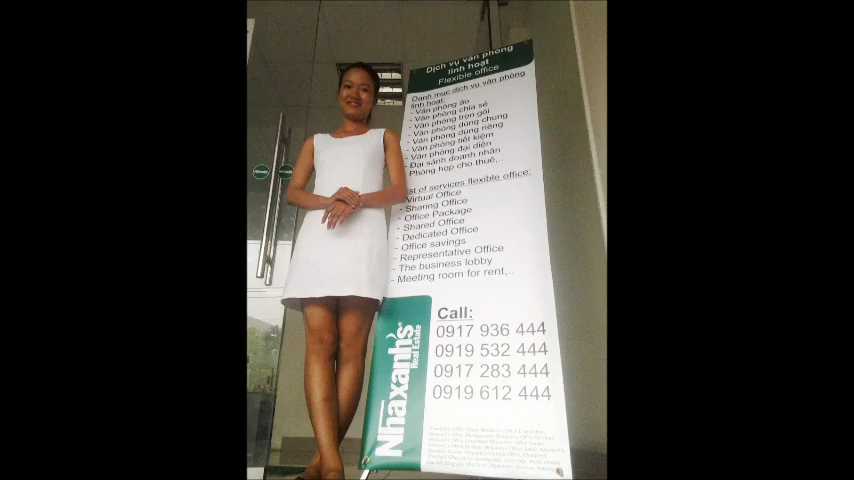 Dịch vụ văn phòng
linh hoạt
Flexible office
Danh mục dịch vụ văn phòng
linh hoạt:
- Văn phòng ảo
- Văn phòng chia sẻ
- Văn phòng trọn gói
- Văn phòng dùng chung
- Văn phòng dùng riêng
- Văn phòng tiết kiệm
- Văn phòng đại diện
- Đại sảnh doanh nhân
Phòng họp cho thuê,..
List of services flexible office:
- Virtual Office
- Sharing Office
- Office Package
- Shared Office
- Dedicated Office
- Office savings
- Representative Office
- The business lobby
- Meeting room for rent,..
Call:
0917 936 444
0919 532 444
0917 283 444
0919 612 444
Nhaxanh's®
Real Estate